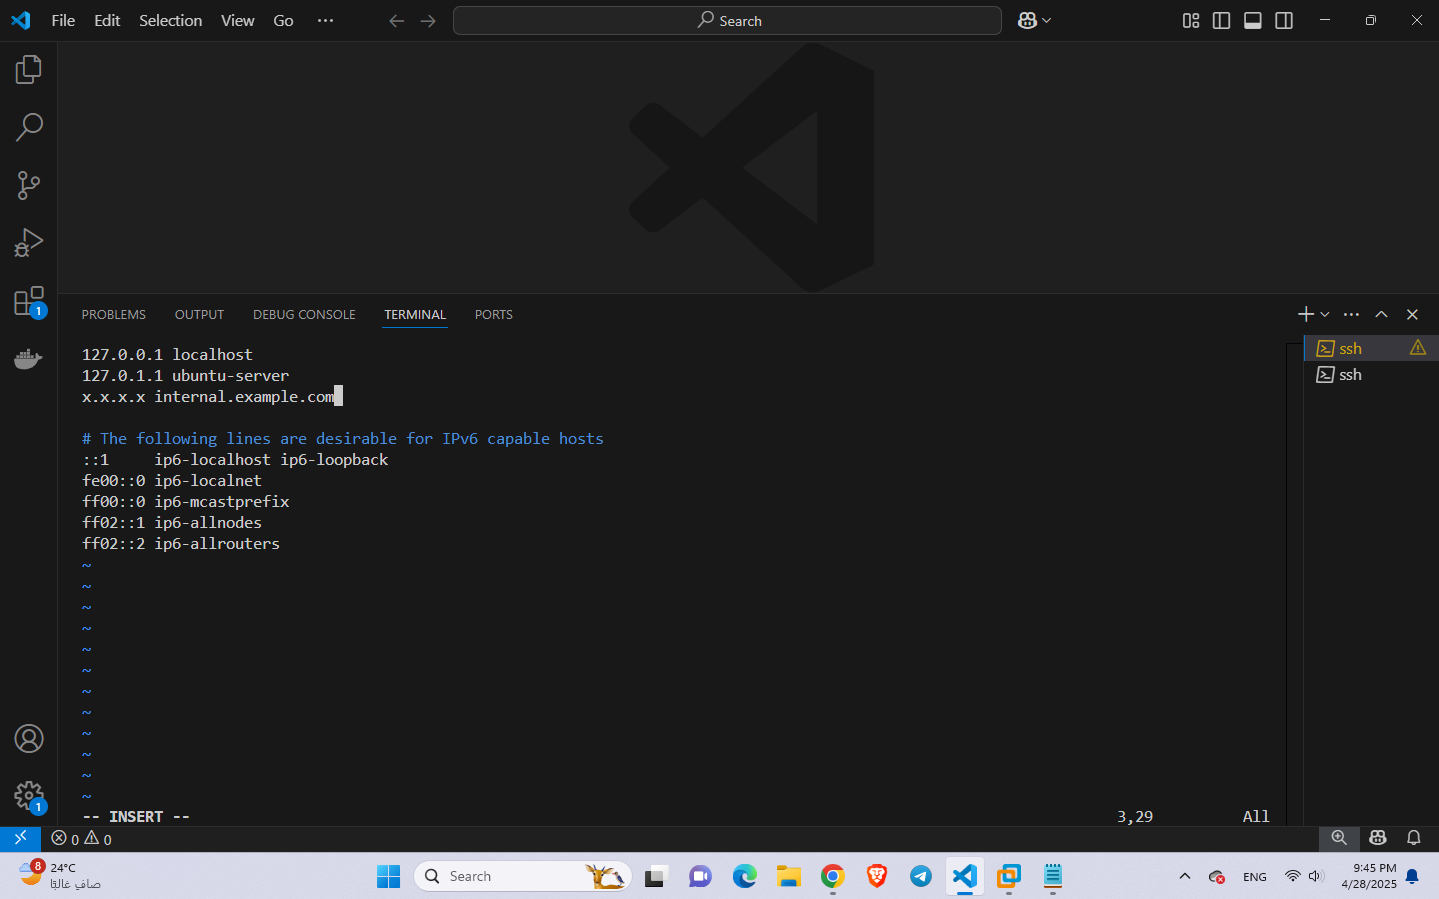 File Edit Selection View Go ...
Search
PROBLEMS OUTPUT DEBUG CONSOLE TERMINAL PORTS
127.0.0.1 localhost
127.0.1.1 ubuntu-server
x.x.x.x internal.example.com
# The following lines are desirable for IPv6 capable hosts
::1     ip6-localhost ip6-loopback
fe00::0 ip6-localnet
ff00::0 ip6-mcastprefix
ff02::1 ip6-allnodes
ff02::2 ip6-allrouters
~
~
~
~
~
~
~
~
~
~
~
~
-- INSERT -- 3,29 All
ssh
ssh
1
1
0 0
8
24°C
صافٍ غالبًا
Search
ENG
9:45 PM
4/28/2025